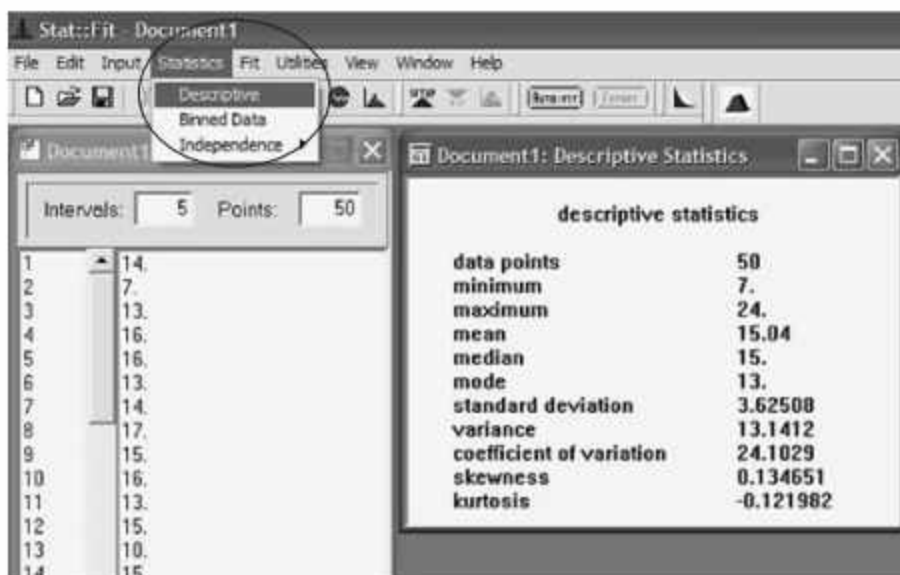 Stat::Fit - Document1
File Edit Input Statistics Fit Utilities View Window Help
Descriptive
Binned Data
Independence
Document1
Intervals: 5 Points: 50
1 14.
2 7.
3 13.
4 16.
5 16.
6 13.
7 14.
8 17.
9 15.
10 16.
11 13.
12 15.
13 10.
14 15.
Document1: Descriptive Statistics
descriptive statistics
data points 50
minimum 7.
maximum 24.
mean 15.04
median 15.
mode 13.
standard deviation 3.62508
variance 13.1412
coefficient of variation 24.1029
skewness 0.134651
kurtosis -0.121982